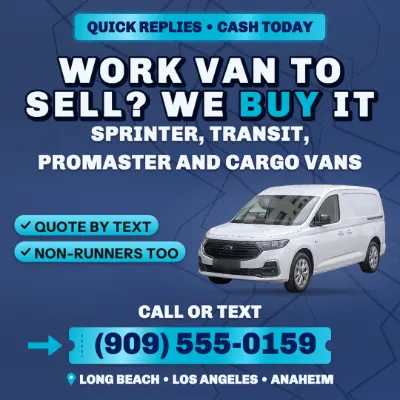 QUICK REPLIES • CASH TODAY
WORK VAN TO
SELL? WE BUY IT
SPRINTER, TRANSIT,
PROMASTER AND CARGO VANS
QUOTE BY TEXT
NON-RUNNERS TOO
CALL OR TEXT
(909) 555-0159
LONG BEACH • LOS ANGELES • ANAHEIM